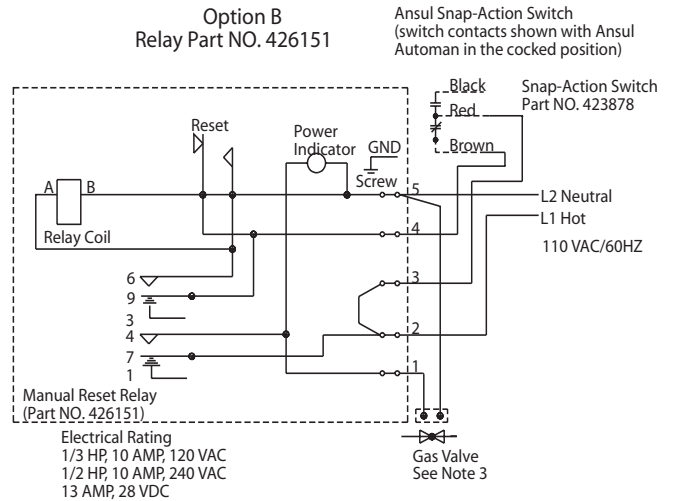 Option B
Relay Part NO. 426151
Ansul Snap-Action Switch
(switch contacts shown with Ansul
Automan in the cocked position)
Black
Red
Brown
Snap-Action Switch
Part NO. 423878
Reset
Power
Indicator
GND
Screw
A
B
Relay Coil
5
L2 Neutral
L1 Hot
110 VAC/60HZ
4
6
9
3
4
7
1
3
2
1
Manual Reset Relay
(Part NO. 426151)
Electrical Rating
1/3 HP, 10 AMP, 120 VAC
1/2 HP, 10 AMP, 240 VAC
13 AMP, 28 VDC
Gas Valve
See Note 3